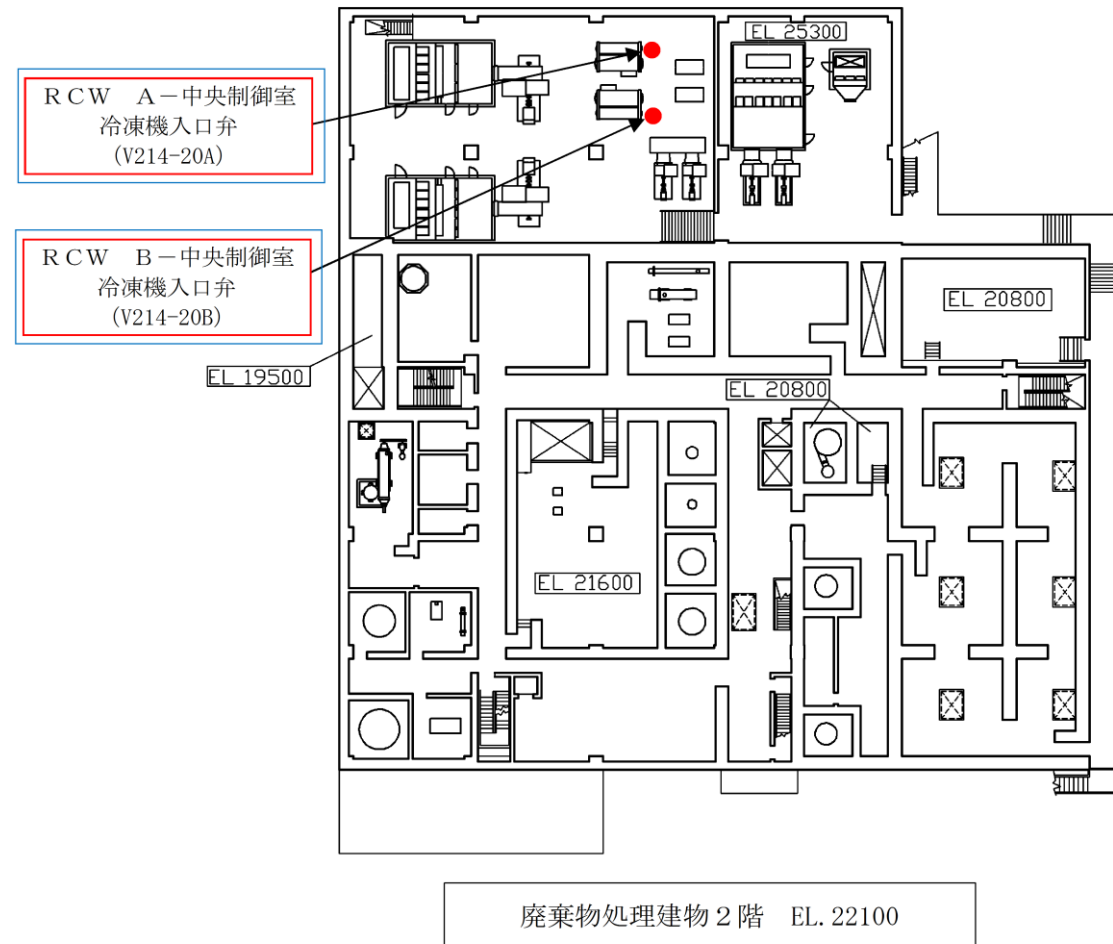 EL 25300
RCW A－中央制御室
冷凍機入口弁
(V214-20A)
RCW B－中央制御室
冷凍機入口弁
(V214-20B)
EL 20800
EL 19500
EL 20800
EL 21600
廃棄物処理建物２階 EL.22100